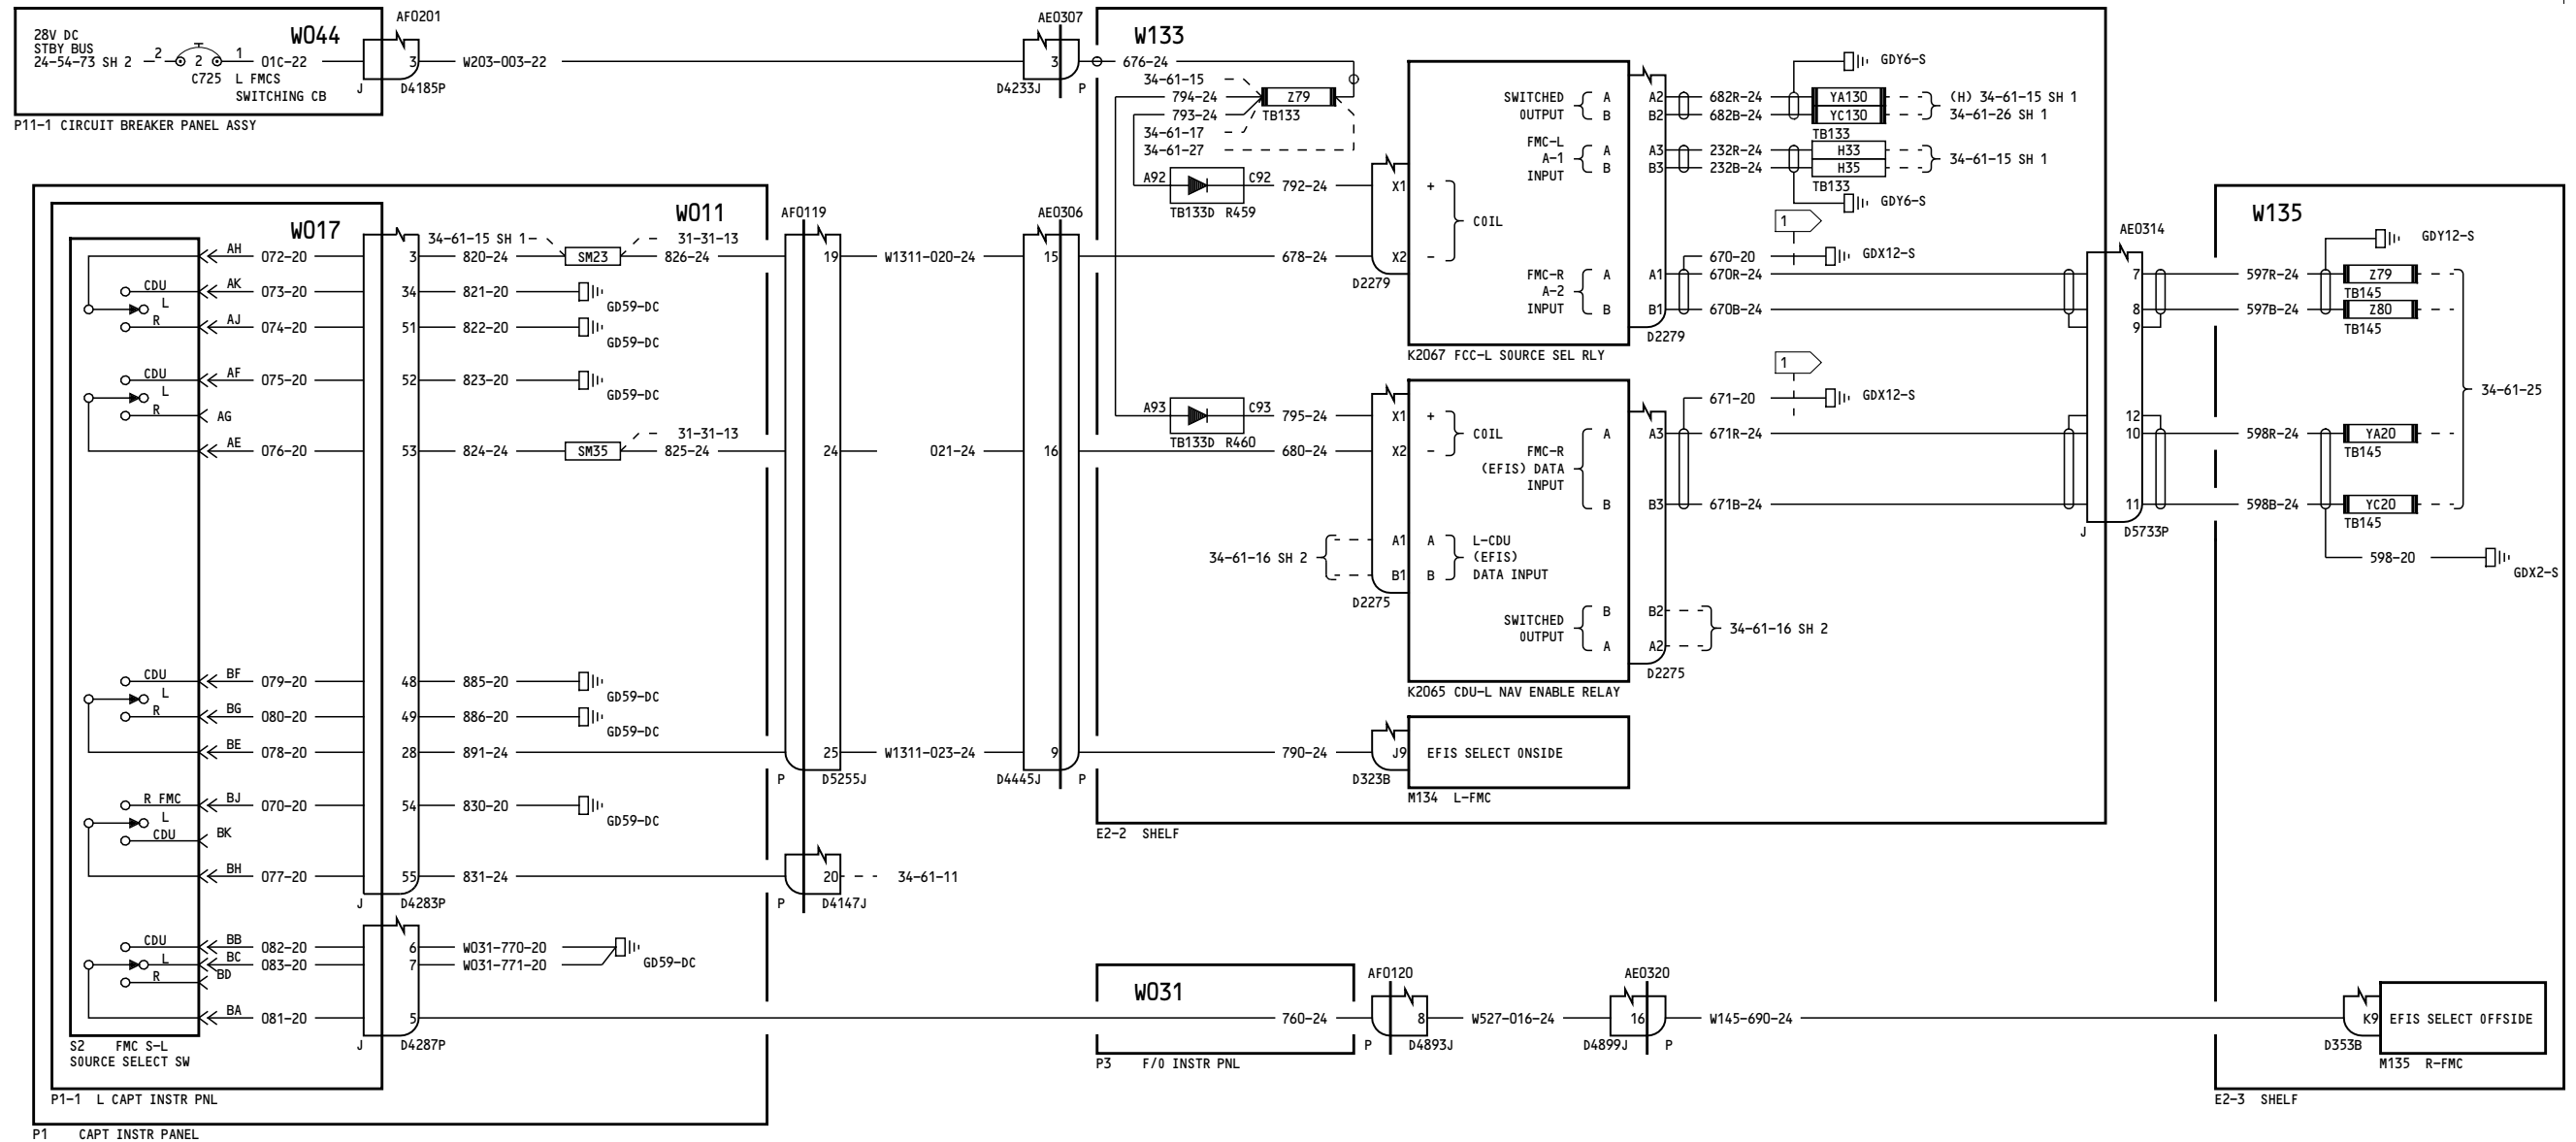 28V DC
STBY BUS
24-54-73 SH 2
2
2
1
C725
L FMCS
SWITCHING CB
01C-22
W044
AF0201
3
J
D4185P
W203-003-22
P11-1 CIRCUIT BREAKER PANEL ASSY
AE0307
3
D4233J
P
W133
676-24
34-61-15
794-24
793-24
34-61-17
34-61-27
Z79
TB133
A92
C92
792-24
TB133D R459
X1
+
COIL
X2
-
678-24
D2279
SWITCHED
OUTPUT
A
B
A2
B2
682R-24
682B-24
GDY6-S
YA130
YC130
TB133
(H) 34-61-15 SH 1
34-61-26 SH 1
FMC-L
A-1
INPUT
A
B
A3
B3
232R-24
232B-24
H33
H35
TB133
34-61-15 SH 1
GDY6-S
1
FMC-R
A-2
INPUT
A
B
A1
B1
670-20
670R-24
670B-24
GDX12-S
D2279
K2067 FCC-L SOURCE SEL RLY
W017
W011
AF0119
AE0306
AH
072-20
3
34-61-15 SH 1
820-24
SM23
31-31-13
826-24
19
W1311-020-24
15
CDU
AK
073-20
34
821-20
GD59-DC
L
R
AJ
074-20
51
822-20
GD59-DC
CDU
AF
075-20
52
823-20
GD59-DC
L
R
AG
AE
076-20
53
824-24
SM35
31-31-13
825-24
24
021-24
16
A93
C93
795-24
TB133D R460
680-24
X1
+
COIL
X2
-
FMC-R
(EFIS) DATA
INPUT
A
B
A3
B3
1
671-20
671R-24
671B-24
GDX12-S
34-61-16 SH 2
A1
B1
A
B
L-CDU
(EFIS)
DATA INPUT
D2275
SWITCHED
OUTPUT
B
A
B2
A2
34-61-16 SH 2
D2275
K2065 CDU-L NAV ENABLE RELAY
AE0314
7
8
9
12
10
11
J
D5733P
W135
597R-24
597B-24
GDY12-S
Z79
TB145
Z80
TB145
598R-24
598B-24
YA20
TB145
YC20
TB145
34-61-25
598-20
GDX2-S
CDU
BF
079-20
48
885-20
GD59-DC
L
R
BG
080-20
49
886-20
GD59-DC
BE
078-20
28
891-24
25
W1311-023-24
9
790-24
J9
EFIS SELECT ONSIDE
P
D5255J
D4445J
P
D323B
M134 L-FMC
E2-2 SHELF
R FMC
BJ
070-20
54
830-20
GD59-DC
L
CDU
BK
BH
077-20
55
831-24
20
34-61-11
J
D4283P
P
D4147J
CDU
BB
082-20
6
W031-770-20
L
BC
083-20
7
W031-771-20
GD59-DC
R
BD
BA
081-20
5
J
D4287P
S2 FMC S-L
SOURCE SELECT SW
P1-1 L CAPT INSTR PNL
P1 CAPT INSTR PANEL
W031
760-24
P3 F/O INSTR PNL
AF0120
8
P
D4893J
W527-016-24
AE0320
16
D4899J
P
W145-690-24
K9
EFIS SELECT OFFSIDE
D353B
M135 R-FMC
E2-3 SHELF